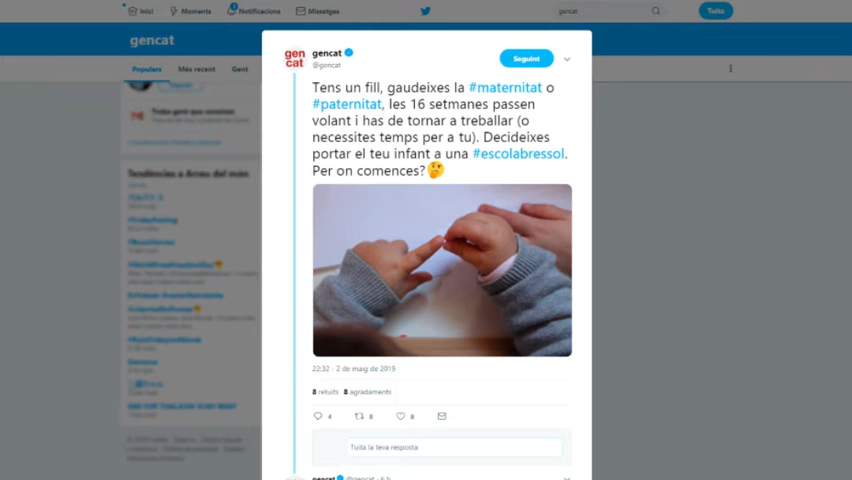 Inici
Moments
Notificacions
Missatges
gencat
Tuita
gencat
Populars
Més recent
Gent
gen
cat
gencat
@gencat
Seguint
Tens un fill, gaudeixes la #maternitat o
#paternitat, les 16 setmanes passen
volant i has de tornar a treballar (o
necessites temps per a tu). Decideixes
portar el teu infant a una #escolabressol.
Per on comences?🤔
22:32 - 2 de maig de 2019
8 retuits 8 agradaments
4 8 8
Tuita la teva resposta
gencat @gencat · 6 h
Tendències a Arreu del món